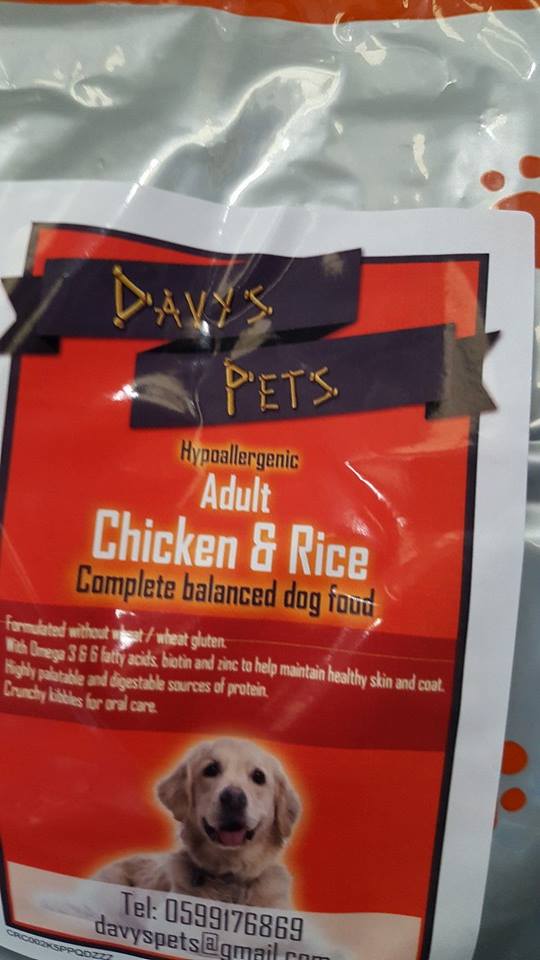 DAVY'S
PETS
Hypoallergenic
Adult
Chicken & Rice
Complete balanced dog food
Formulated without wheat / wheat gluten.
With Omega 3 & 6 fatty acids, biotin and zinc to help maintain healthy skin and coat.
Highly palatable and digestable sources of protein.
Crunchy kibbles for oral care.
Tel: 0599176869
davyspets@gmail.com
CRC002K5PPQDZZZ